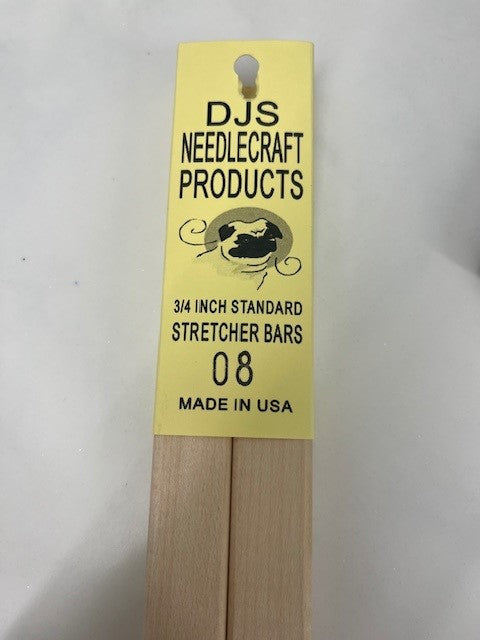 DJS
NEEDLECRAFT
PRODUCTS
3/4 INCH STANDARD
STRETCHER BARS
08
MADE IN USA